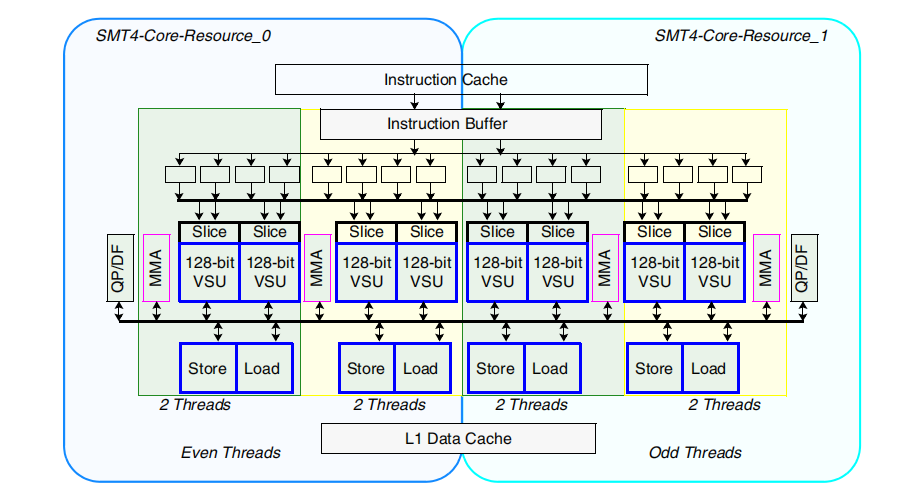 SMT4-Core-Resource_0
SMT4-Core-Resource_1
Instruction Cache
Instruction Buffer
Slice Slice Slice Slice Slice Slice Slice Slice
QP/DF
MMA
128-bit
VSU
128-bit
VSU
MMA
128-bit
VSU
128-bit
VSU
128-bit
VSU
128-bit
VSU
MMA
128-bit
VSU
128-bit
VSU
MMA
QP/DF
Store Load Store Load Store Load Store Load
2 Threads 2 Threads 2 Threads 2 Threads
L1 Data Cache
Even Threads
Odd Threads